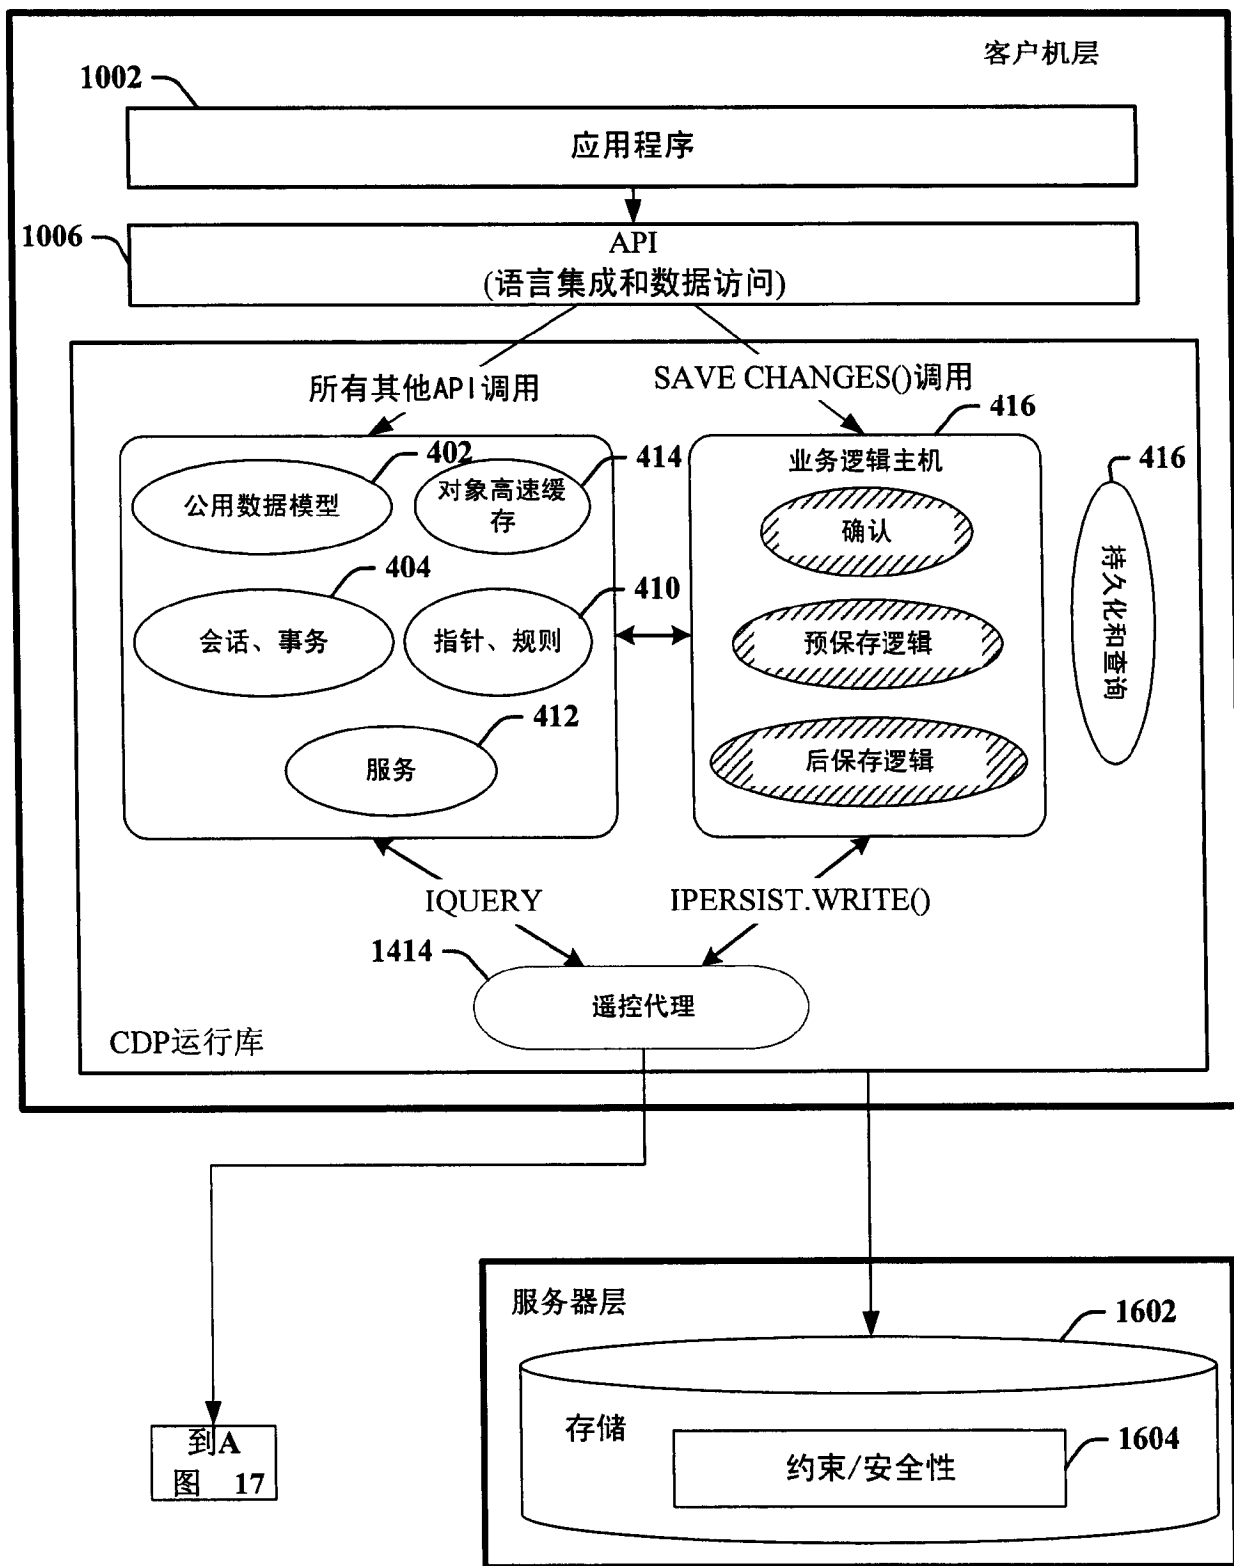 客户机层
1002
应用程序
1006
API
(语言集成和数据访问)
所有其他API调用
SAVE CHANGES()调用
416
402
公用数据模型
414
对象高速缓
存
业务逻辑主机
416
确认
404
会话、事务
410
指针、规则
预保存逻辑
持久化和查询
412
服务
后保存逻辑
IQUERY
IPERSIST.WRITE()
1414
遥控代理
CDP运行库
服务器层
1602
存储
1604
约束/安全性
到A
图 17